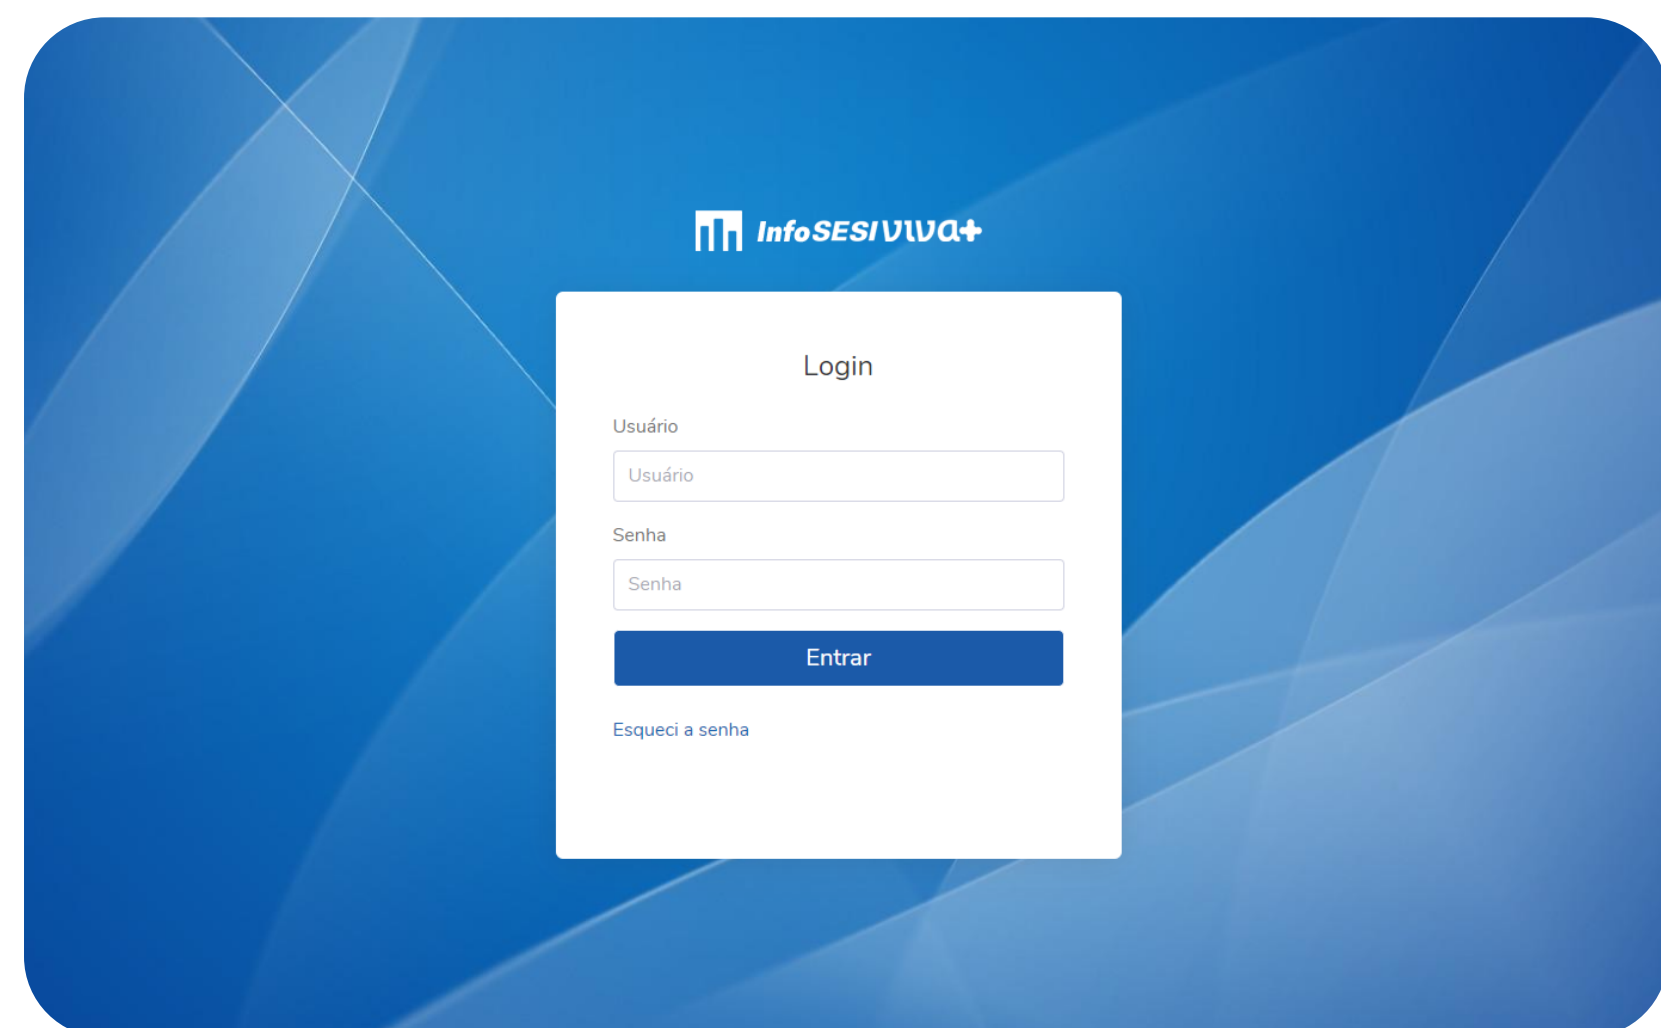 InfoSESI viva+
Login
Usuário
Usuário
Senha
Senha
Entrar
Esqueci a senha